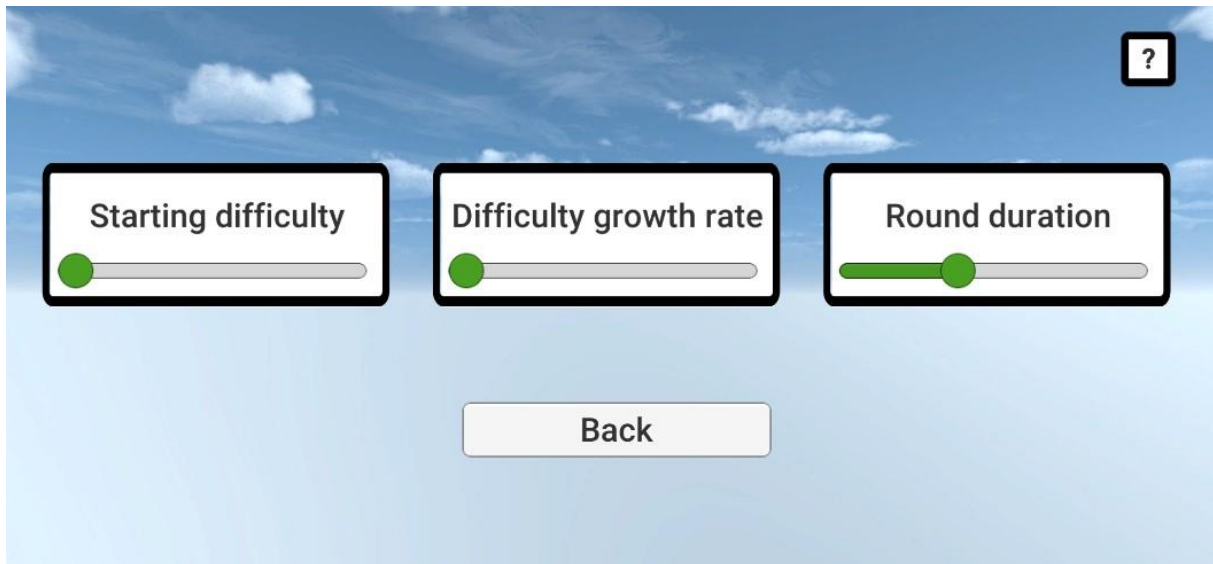 ?
Starting difficulty
Difficulty growth rate
Round duration
Back